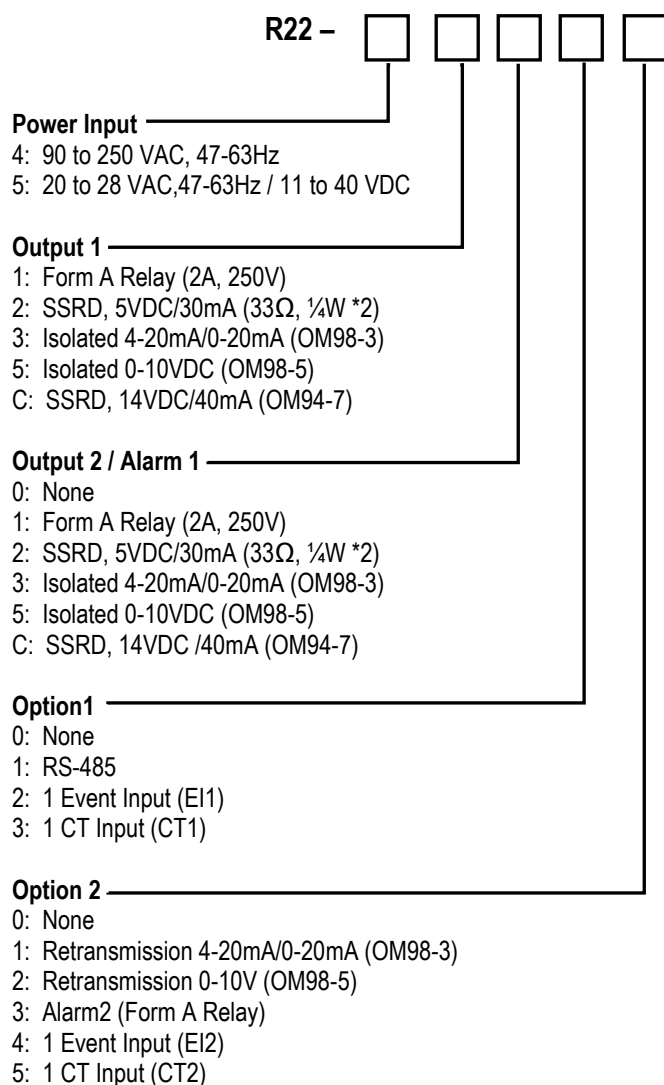 R22 –
Power Input
4: 90 to 250 VAC, 47-63Hz
5: 20 to 28 VAC,47-63Hz / 11 to 40 VDC
Output 1
1: Form A Relay (2A, 250V)
2: SSRD, 5VDC/30mA (33Ω, ¼W *2)
3: Isolated 4-20mA/0-20mA (OM98-3)
5: Isolated 0-10VDC (OM98-5)
C: SSRD, 14VDC/40mA (OM94-7)
Output 2 / Alarm 1
0: None
1: Form A Relay (2A, 250V)
2: SSRD, 5VDC/30mA (33Ω, ¼W *2)
3: Isolated 4-20mA/0-20mA (OM98-3)
5: Isolated 0-10VDC (OM98-5)
C: SSRD, 14VDC /40mA (OM94-7)
Option1
0: None
1: RS-485
2: 1 Event Input (EI1)
3: 1 CT Input (CT1)
Option 2
0: None
1: Retransmission 4-20mA/0-20mA (OM98-3)
2: Retransmission 0-10V (OM98-5)
3: Alarm2 (Form A Relay)
4: 1 Event Input (EI2)
5: 1 CT Input (CT2)